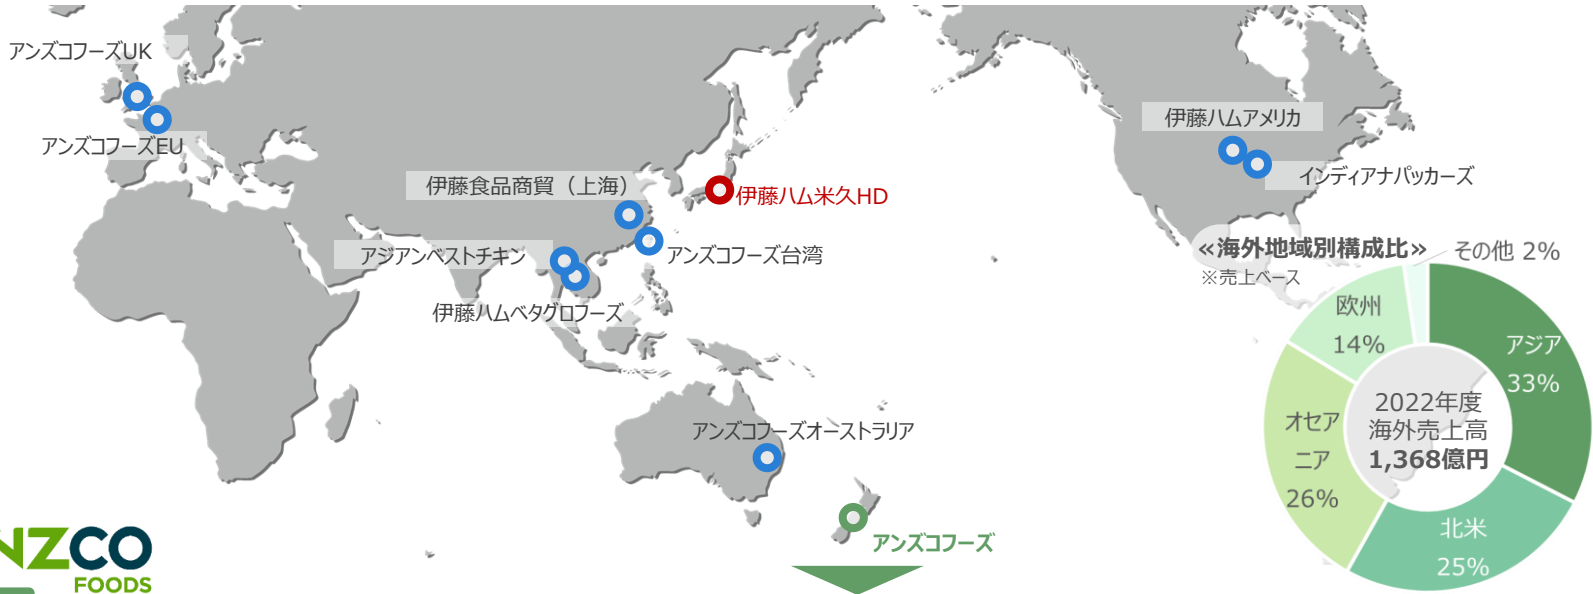 アンズコフーズUK
アンズコフーズEU
伊藤食品商貿（上海）
伊藤ハム米久HD
アジアンベストチキン
アンズコフーズ台湾
伊藤ハムベタグロフーズ
伊藤ハムアメリカ
インディアナパッカーズ
アンズコフーズオーストラリア
アンズコフーズ
«海外地域別構成比»
※売上ベース
その他 2%
欧州
14%
アジア
33%
オセア
ニア
26%
北米
25%
2022年度
海外売上高
1,368億円
NZCO
FOODS